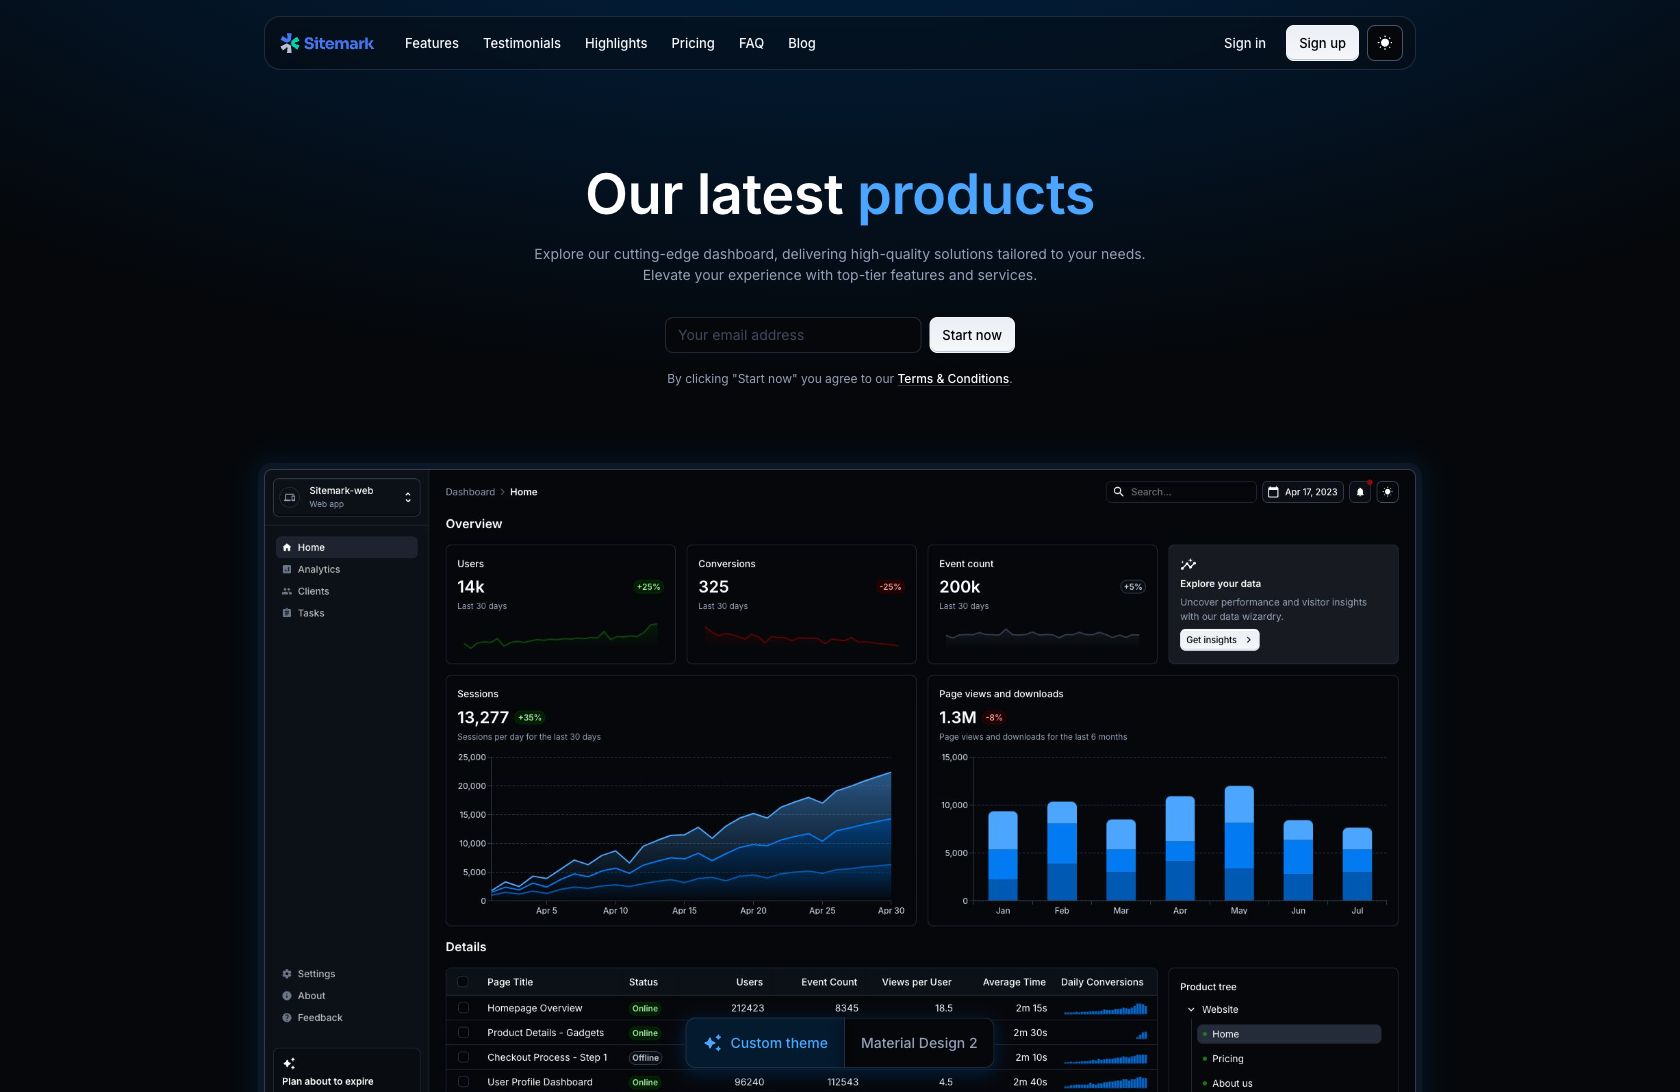 Sitemark
Features
Testimonials
Highlights
Pricing
FAQ
Blog
Sign in
Sign up
Our latest products
Explore our cutting-edge dashboard, delivering high-quality solutions tailored to your needs.
Elevate your experience with top-tier features and services.
Your email address
Start now
By clicking "Start now" you agree to our Terms & Conditions.
Sitemark-web
Web app
Home
Analytics
Clients
Tasks
Settings
About
Feedback
Plan about to expire
Dashboard
Home
Search...
Apr 17, 2023
Overview
Users
14k
+25%
Last 30 days
Conversions
325
-25%
Last 30 days
Event count
200k
+5%
Last 30 days
Explore your data
Uncover performance and visitor insights
with our data wizardry.
Get insights
Sessions
13,277 +35%
Sessions per day for the last 30 days
25,000
20,000
15,000
10,000
5,000
0
Apr 5 Apr 10 Apr 15 Apr 20 Apr 25 Apr 30
Page views and downloads
1.3M -8%
Page views and downloads for the last 6 months
15,000
10,000
5,000
0
Jan Feb Mar Apr May Jun Jul
Details
Page Title Status Users Event Count Views per User Average Time Daily Conversions
Homepage Overview Online 212423 8345 18.5 2m 15s
Product Details - Gadgets Online 2m 30s
Checkout Process - Step 1 Offline 2m 10s
User Profile Dashboard Online 96240 112543 4.5 2m 40s
Product tree
Website
Home
Pricing
About us
Custom theme
Material Design 2